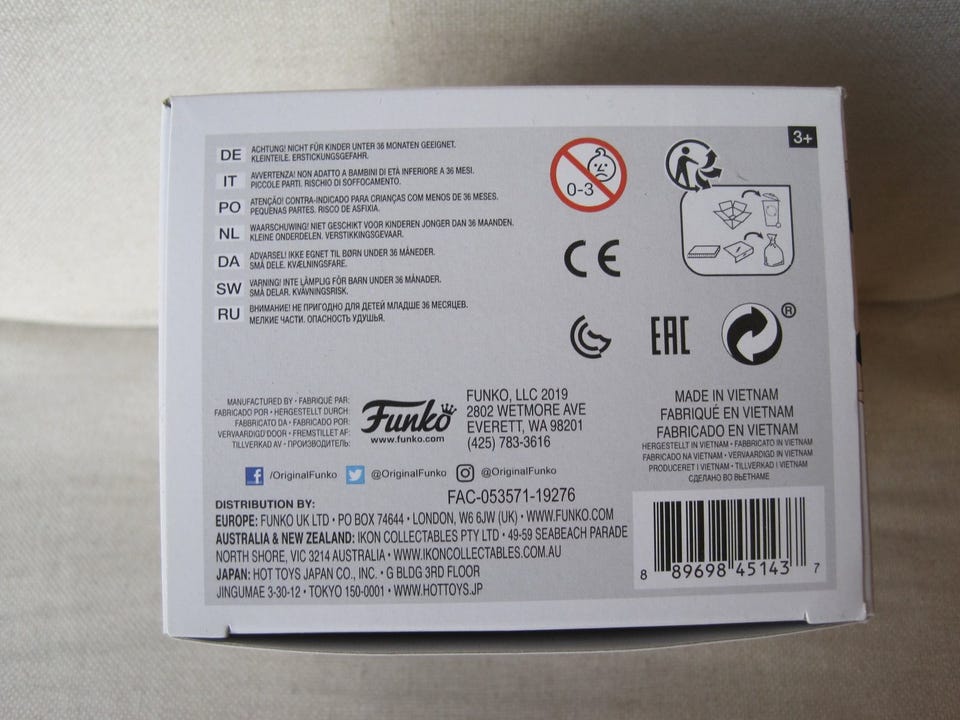 3+
DE ACHTUNG! NICHT FÜR KINDER UNTER 36 MONATEN GEEIGNET.
KLEINTEILE. ERSTICKUNGSGEFAHR.
IT AVVERTENZA! NON ADATTO A BAMBINI DI ETÀ INFERIORE A 36 MESI.
PICCOLE PARTI. RISCHIO DI SOFFOCAMENTO.
PO ATENÇÃO! CONTRA-INDICADO PARA CRIANÇAS COM MENOS DE 36 MESES.
PEQUENAS PARTES. RISCO DE ASFIXIA.
NL WAARSCHUWING! NIET GESCHIKT VOOR KINDEREN JONGER DAN 36 MAANDEN.
KLEINE ONDERDELEN. VERSTIKKINGSGEVAAR.
DA ADVARSEL! IKKE EGNET TIL BØRN UNDER 36 MÅNEDER.
SMÅ DELE. KVÆLNINGSFARE.
SW VARNING! INTE LÄMPLIG FÖR BARN UNDER 36 MÅNADER.
SMÅ DELAR. KVÄVNINGSRISK.
RU ВНИМАНИЕ! НЕ ПРИГОДНО ДЛЯ ДЕТЕЙ МЛАДШЕ 36 МЕСЯЦЕВ.
МЕЛКИЕ ЧАСТИ. ОПАСНОСТЬ УДУШЬЯ.
0-3
CE
EAC
®
MANUFACTURED BY • FABRIQUÉ PAR:
FABRICADO POR • HERGESTELLT DURCH:
FABBRICATO DA • FABRICADO POR:
VERVAARDIGD DOOR • FREMSTILLET AF:
TILLVERKAD AV • ПРОИЗВОДИТЕЛЬ:
Funko
www.funko.com
FUNKO, LLC 2019
2802 WETMORE AVE
EVERETT, WA 98201
(425) 783-3616
MADE IN VIETNAM
FABRIQUÉ EN VIETNAM
FABRICADO EN VIETNAM
HERGESTELLT IN VIETNAM • FABBRICATO IN VIETNAM
FABRICADO NA VIETNAM • VERVAARDIGD IN VIETNAM
PRODUCERET I VIETNAM • TILLVERKAD I VIETNAM
СДЕЛАНО ВО ВЬЕТНАМЕ
f /OriginalFunko @OriginalFunko @OriginalFunko
FAC-053571-19276
DISTRIBUTION BY:
EUROPE: FUNKO UK LTD • PO BOX 74644 • LONDON, W6 6JW (UK) • WWW.FUNKO.COM
AUSTRALIA & NEW ZEALAND: IKON COLLECTABLES PTY LTD • 49-59 SEABEACH PARADE
NORTH SHORE, VIC 3214 AUSTRALIA • WWW.IKONCOLLECTABLES.COM.AU
JAPAN: HOT TOYS JAPAN CO., INC. • G BLDG 3RD FLOOR
JINGUMAE 3-30-12 • TOKYO 150-0001 • WWW.HOTTOYS.JP
8 89698 45143 7